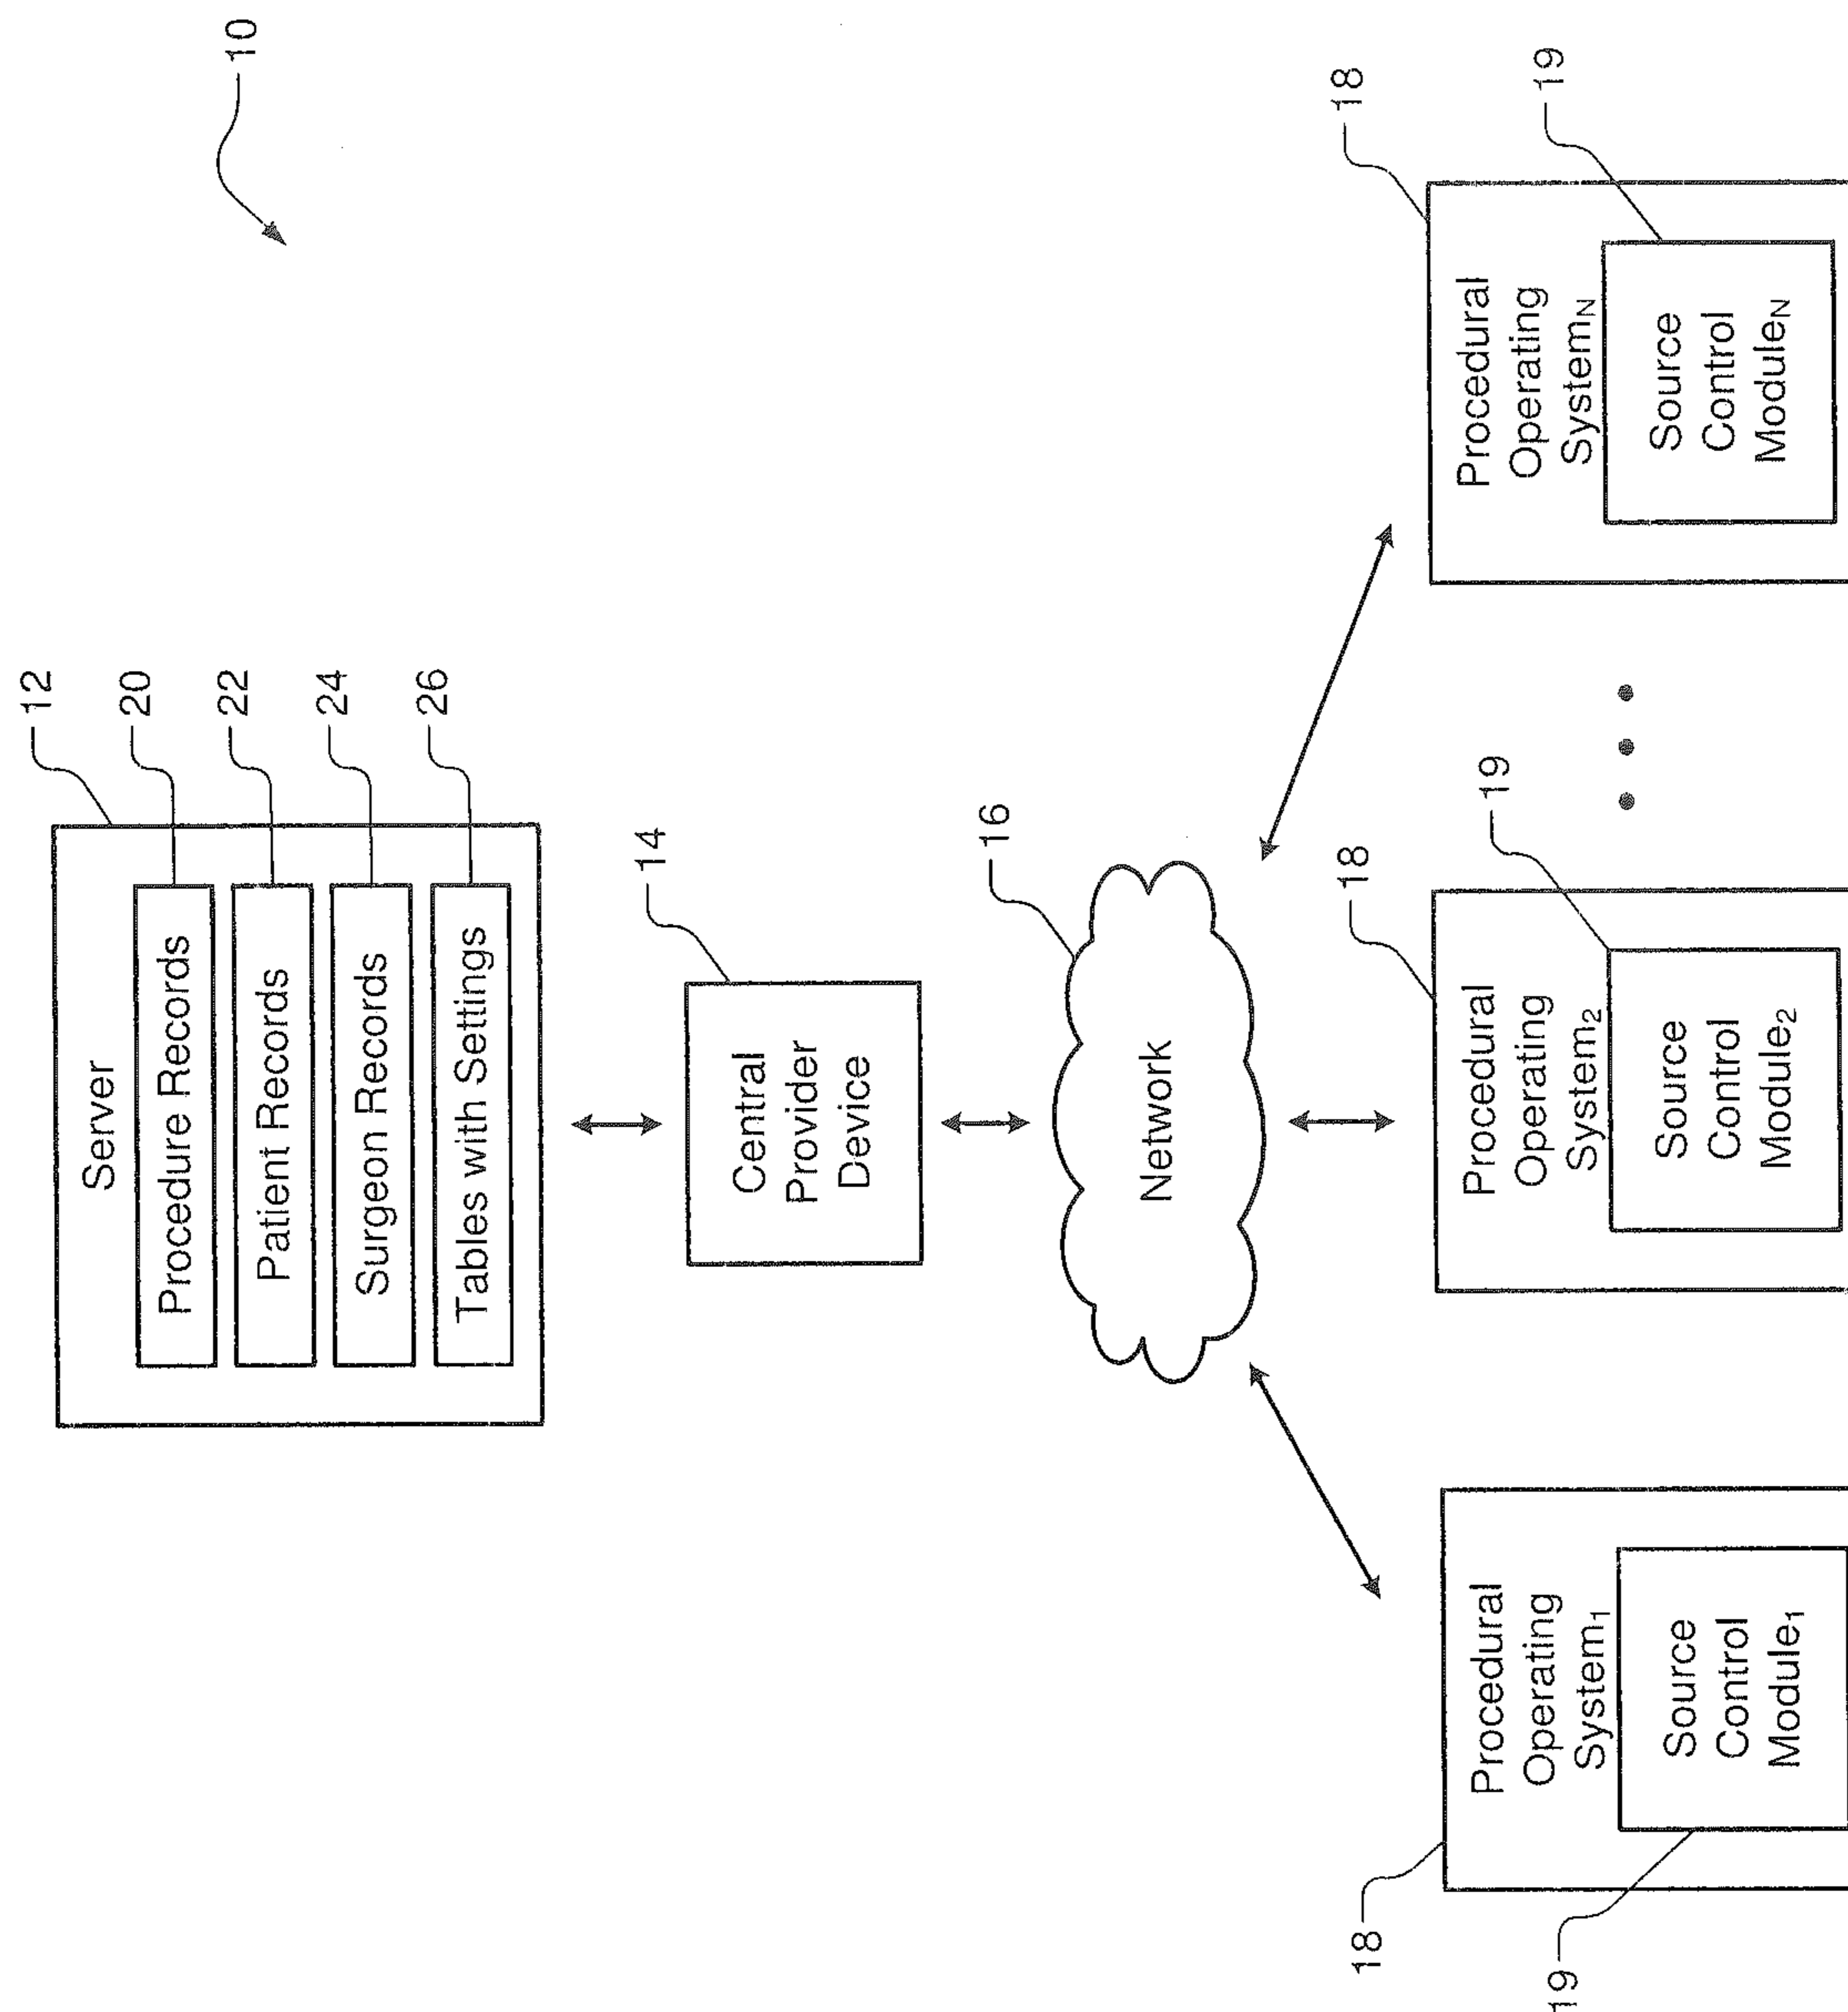 10
12
Server
Procedure Records
20
Patient Records
22
Surgeon Records
24
Tables with Settings
26
14
Central
Provider
Device
16
Network
18
Procedural
Operating
System₁
19
Source
Control
Module₁
18
Procedural
Operating
System₂
19
Source
Control
Module₂
18
Procedural
Operating
Systemₙ
19
Source
Control
Moduleₙ